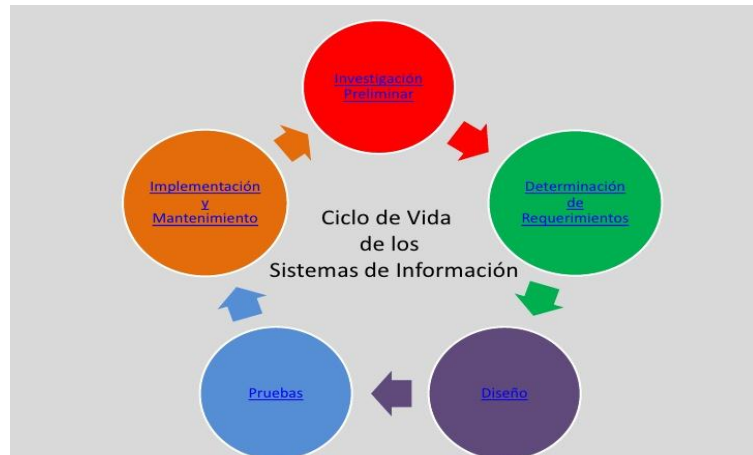 Investigación
Preliminar
Determinación
de
Requerimientos
Diseño
Pruebas
Implementación
y
Mantenimiento
Ciclo de Vida
de los
Sistemas de Información